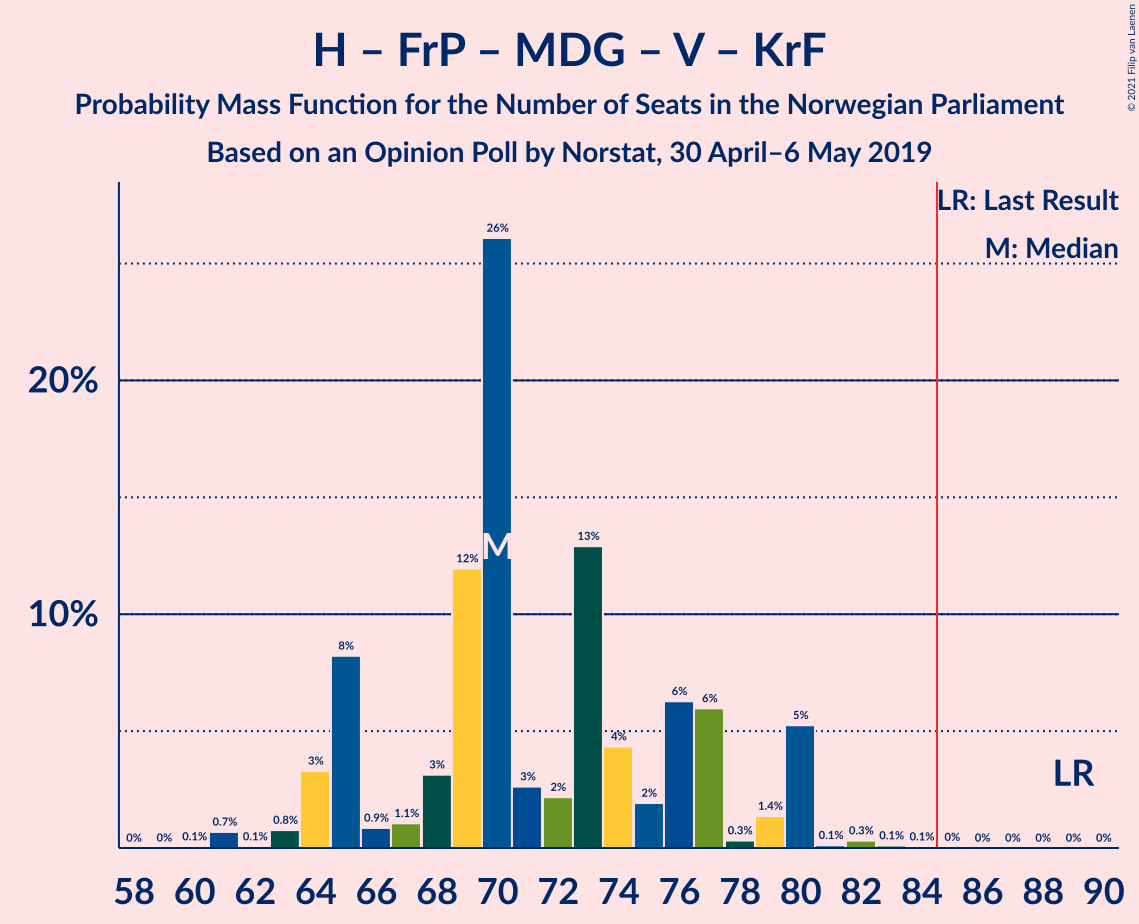 H – FrP – MDG – V – KrF
Probability Mass Function for the Number of Seats in the Norwegian Parliament
Based on an Opinion Poll by Norstat, 30 April–6 May 2019
© 2021 Filip van Laenen
LR: Last Result
M: Median
20%
10%
0% 0% 0.1% 0.7% 0.1% 0.8% 3% 8% 0.9% 1.1% 3% 12% 26% 3% 2% 13% 4% 2% 6% 6% 0.3% 1.4% 5% 0.1% 0.3% 0.1% 0.1% 0% 0% 0% 0% 0% 0%
M
LR
58 60 62 64 66 68 70 72 74 76 78 80 82 84 86 88 90